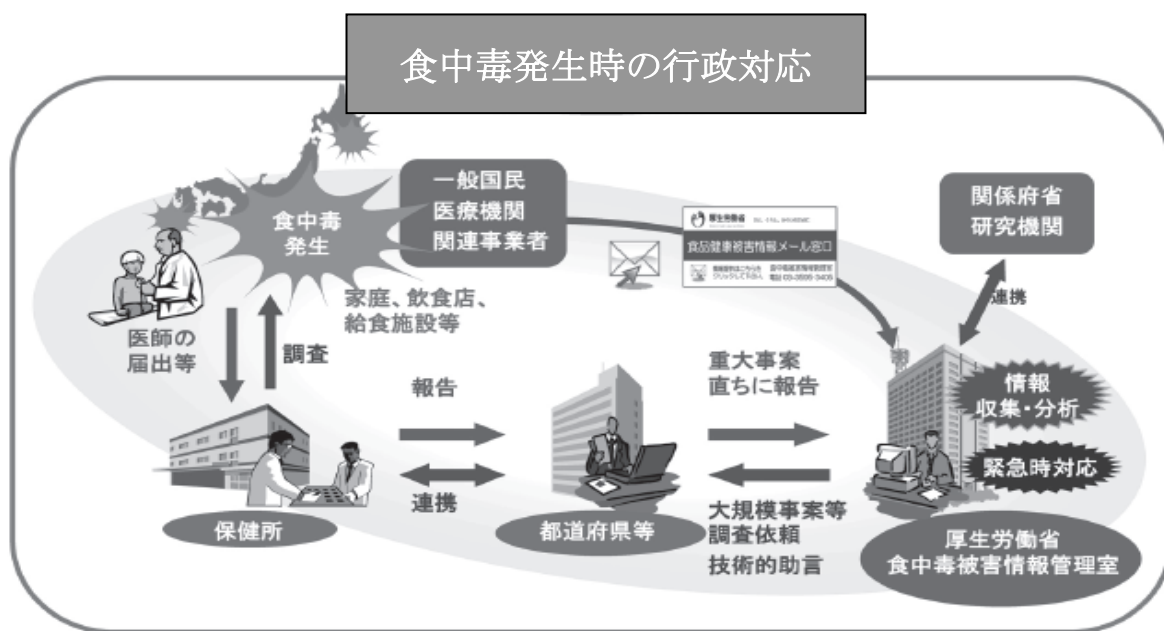 食中毒発生時の行政対応
食中毒
発生
一般国民
医療機関
関連事業者
厚生労働省
食品健康被害情報メール窓口
関係府省
研究機関
連携
家庭、飲食店、
給食施設等
医師の
届出等
調査
報告
連携
重大事案
直ちに報告
大規模事案等
調査依頼
技術的助言
情報
収集・分析
緊急時対応
保健所
都道府県等
厚生労働省
食中毒被害情報管理室